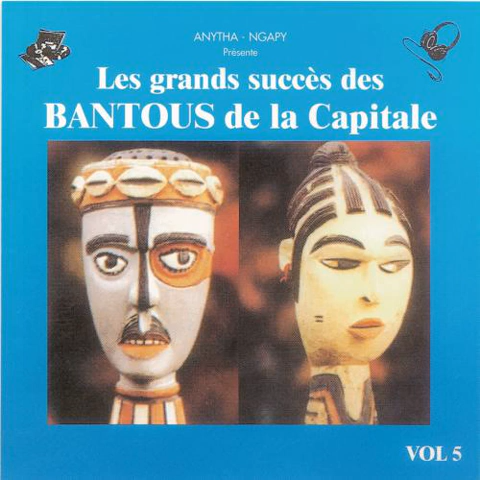 ANYTHA - NGAPY
Présente
Les grands succès des
BANTOUS de la Capitale
VOL 5